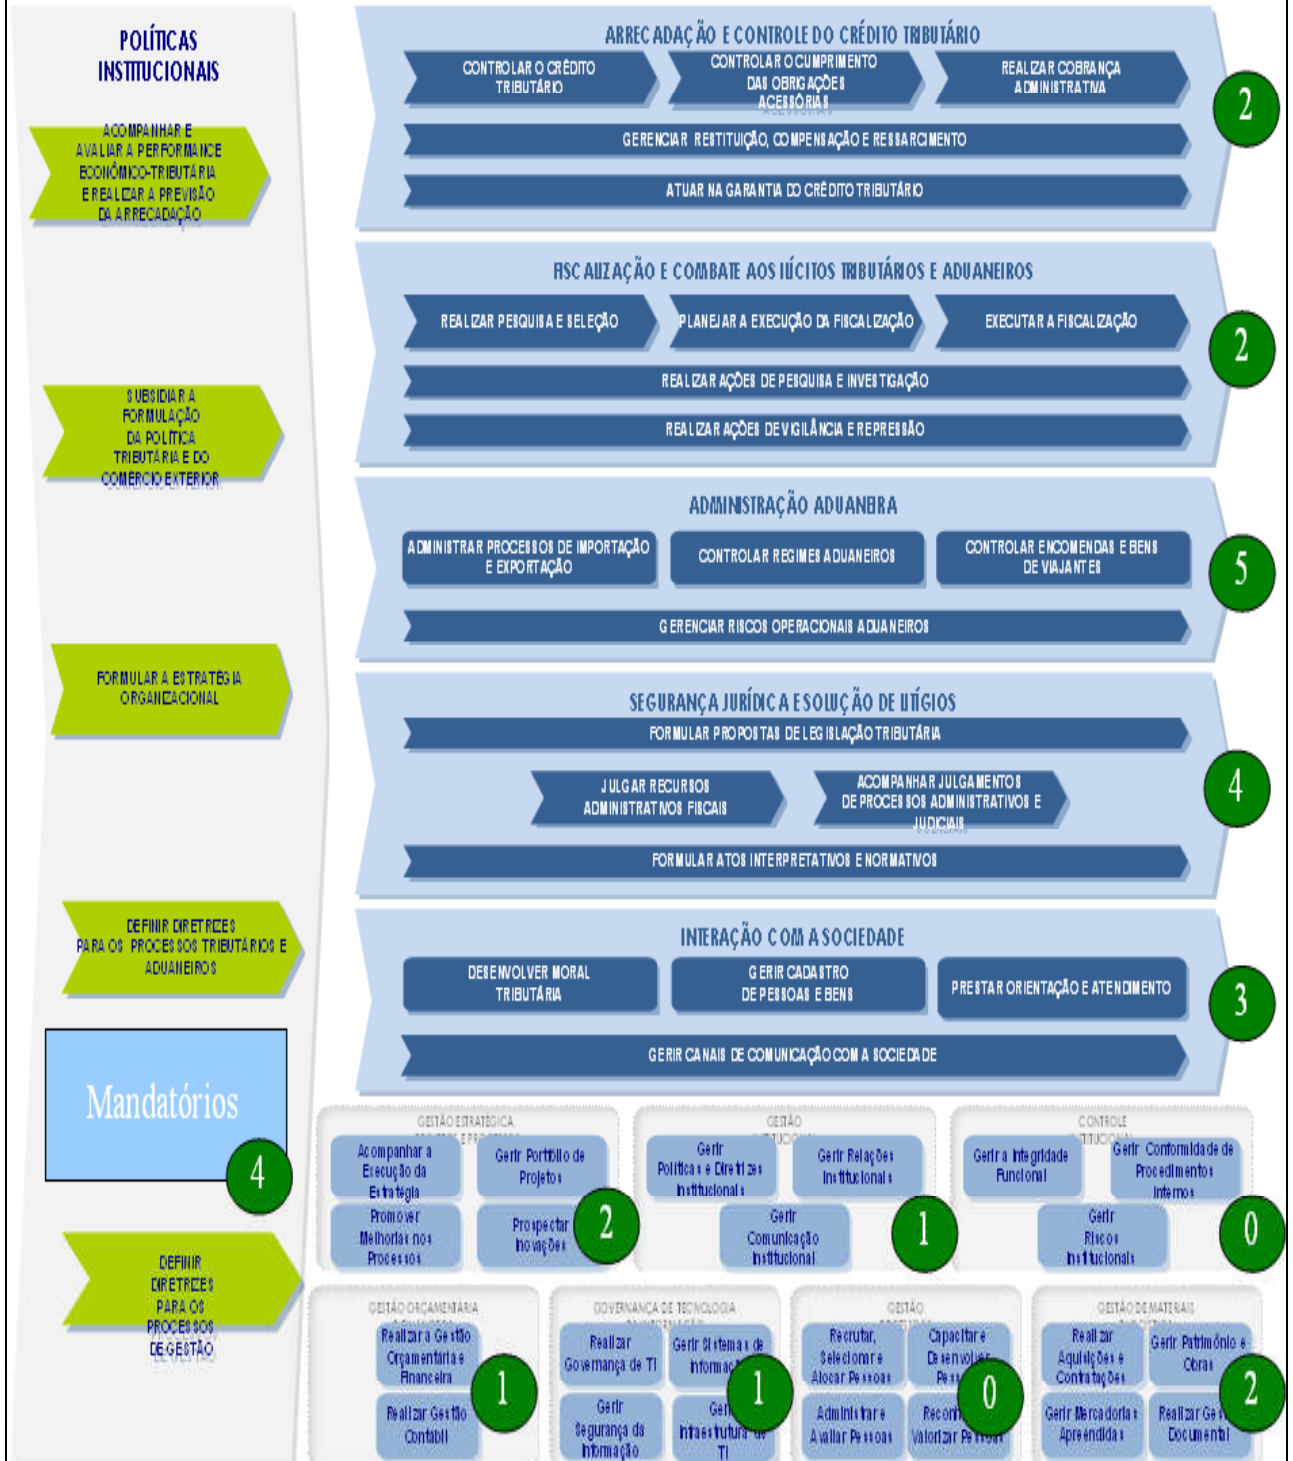 POLÍTICAS
INSTITUCIONAIS
ACOMPANHAR E
AVALIAR A PERFORMANCE
ECONÔMICO-TRIBUTÁRIA
E REALIZAR A PREVISÃO
DA ARRECADAÇÃO
SUBSIDIAR A
FORMULAÇÃO
DA POLÍTICA
TRIBUTÁRIA E DO
COMÉRCIO EXTERIOR
FORMULAR A ESTRATÉGIA
ORGANIZACIONAL
DEFINIR DIRETRIZES
PARA OS PROCESSOS TRIBUTÁRIOS E
ADUANEIROS
Mandatórios
4
DEFINIR
DIRETRIZES
PARA OS
PROCESSOS
DE GESTÃO
ARRECADAÇÃO E CONTROLE DO CRÉDITO TRIBUTÁRIO
CONTROLAR O CRÉDITO
TRIBUTÁRIO
CONTROLAR O CUMPRIMENTO
DAS OBRIGAÇÕES
ACESSÓRIAS
REALIZAR COBRANÇA
ADMINISTRATIVA
2
GERENCIAR RESTITUIÇÃO, COMPENSAÇÃO E RESSARCIMENTO
ATUAR NA GARANTIA DO CRÉDITO TRIBUTÁRIO
FISCALIZAÇÃO E COMBATE AOS ILÍCITOS TRIBUTÁRIOS E ADUANEIROS
REALIZAR PESQUISA E SELEÇÃO
PLANEJAR A EXECUÇÃO DA FISCALIZAÇÃO
EXECUTAR A FISCALIZAÇÃO
2
REALIZAR AÇÕES DE PESQUISA E INVESTIGAÇÃO
REALIZAR AÇÕES DE VIGILÂNCIA E REPRESSÃO
ADMINISTRAÇÃO ADUANEIRA
ADMINISTRAR PROCESSOS DE IMPORTAÇÃO
E EXPORTAÇÃO
CONTROLAR REGIMES ADUANEIROS
CONTROLAR ENCOMENDAS E BENS
DE VIAJANTES
5
GERENCIAR RISCOS OPERACIONAIS ADUANEIROS
SEGURANÇA JURÍDICA E SOLUÇÃO DE LITÍGIOS
FORMULAR PROPOSTAS DE LEGISLAÇÃO TRIBUTÁRIA
JULGAR RECURSOS
ADMINISTRATIVOS FISCAIS
ACOMPANHAR JULGAMENTOS
DE PROCESSOS ADMINISTRATIVOS E
JUDICIAIS
4
FORMULAR ATOS INTERPRETATIVOS E NORMATIVOS
INTERAÇÃO COM A SOCIEDADE
DESENVOLVER MORAL
TRIBUTÁRIA
GERIR CADASTRO
DE PESSOAS E BENS
PRESTAR ORIENTAÇÃO E ATENDIMENTO
3
GERIR CANAIS DE COMUNICAÇÃO COM A SOCIEDADE
GESTÃO ESTRATÉGICA,
Acompanhar a
Execução da
Estratégia
Gerir Portfólio de
Projetos
Promover
Melhorias nos
Processos
Prospectar
Inovações
2
GESTÃO
Gerir
Políticas e Diretrizes
Institucionais
Gerir Relações
Institucionais
Gerir
Comunicação
Institucional
1
CONTROLE
Gerir a Integridade
Funcional
Gerir Conformidade de
Procedimentos
Internos
Gerir
Riscos
Institucionais
0
GESTÃO ORÇAMENTÁRIA
Realizar a Gestão
Orçamentária e
Financeira
Realizar Gestão
Contábil
1
GOVERNANÇA DE TECNOLOGIA
Realizar
Governança de TI
Gerir Sistemas de
Gerir
Segurança da
Informação
Infraestrutura de
TI
1
GESTÃO
Recrutar,
Selecionar e
Alocar Pessoas
Capacitar e
Desenvolver
Administrar e
Avaliar Pessoas
Valorizar Pessoas
0
GESTÃO DE MATERIAIS
Realizar
Aquisições e
Contratações
Gerir Patrimônio e
Obras
Gerir Mercadorias
Apreendidas
Realizar
Documental
2